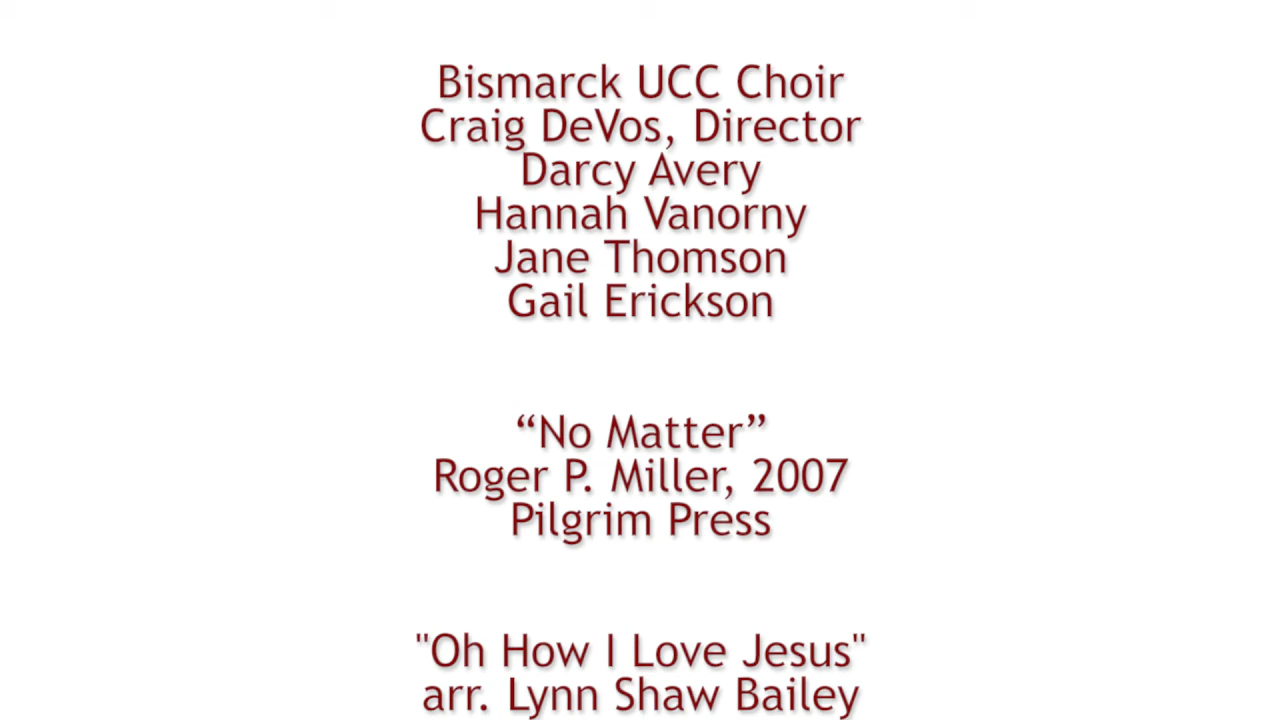 Bismarck UCC Choir
Craig DeVos, Director
Darcy Avery
Hannah Vanorny
Jane Thomson
Gail Erickson
“No Matter”
Roger P. Miller, 2007
Pilgrim Press
"Oh How I Love Jesus"
arr. Lynn Shaw Bailey